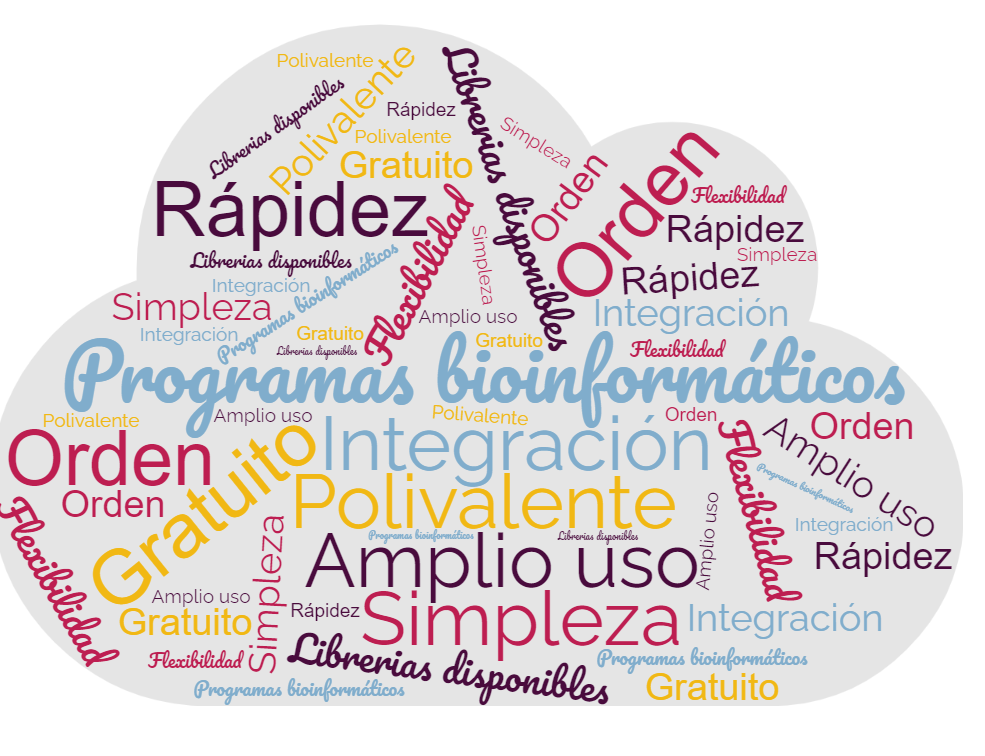 Polivalente
Polivalente
Librerias disponibles
Librerias disponibles
Rápidez
Simpleza
Polivalente
Gratuito
Orden
Orden
Rápidez
Flexibilidad
Flexibilidad
Rápidez
Simpleza
Simpleza
Librerias disponibles
Rápidez
Integración
Programas bioinformáticos
Simpleza
Amplio uso
Integración
Integración
Gratuito
Gratuito
Librerias disponibles
Flexibilidad
Programas bioinformáticos
Polivalente
Amplio uso
Polivalente
Orden
Orden
Amplio uso
Orden
Gratuito
Integración
Flexibilidad
Programas bioinformáticos
Orden
Polivalente
Integración
Flexibilidad
Simpleza
Programas bioinformáticos
Librerias disponibles
Amplio uso
Amplio uso
Rápidez
Amplio uso
Rápidez
Simpleza
Gratuito
Integración
Flexibilidad
Librerias disponibles
Programas bioinformáticos
Programas bioinformáticos
Gratuito